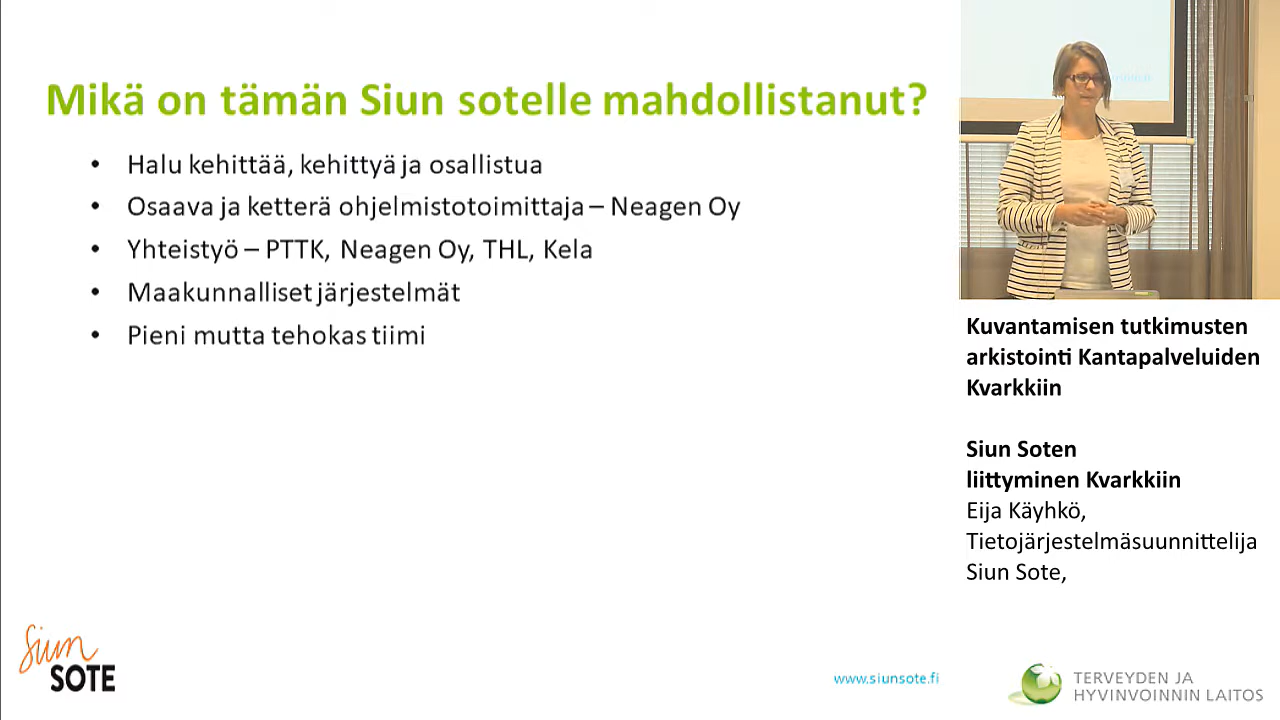 Mikä on tämän Siun sotelle mahdollistanut?
• Halu kehittää, kehittyä ja osallistua
• Osaava ja ketterä ohjelmistotoimittaja – Neagen Oy
• Yhteistyö – PTTK, Neagen Oy, THL, Kela
• Maakunnalliset järjestelmät
• Pieni mutta tehokas tiimi
Kuvantamisen tutkimusten
arkistointi Kantapalveluiden
Kvarkkiin
Siun Soten
liittyminen Kvarkkiin
Eija Käyhkö,
Tietojärjestelmäsuunnittelija
Siun Sote,
Siun
SOTE
www.siunsote.fi
TERVEYDEN JA
HYVINVOINNIN LAITOS